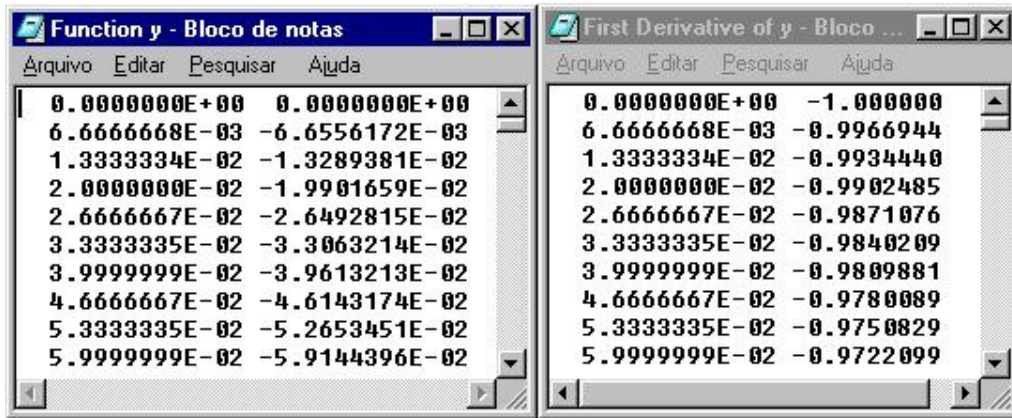 Function y - Bloco de notas
Arquivo Editar Pesquisar Ajuda
0.0000000E+00 0.0000000E+00
6.6666668E-03 -6.6556172E-03
1.3333334E-02 -1.3289381E-02
2.0000000E-02 -1.9901659E-02
2.6666667E-02 -2.6492815E-02
3.3333335E-02 -3.3063214E-02
3.9999999E-02 -3.9613213E-02
4.6666667E-02 -4.6143174E-02
5.3333335E-02 -5.2653451E-02
5.9999999E-02 -5.9144396E-02
First Derivative of y - Bloco ...
Arquivo Editar Pesquisar Ajuda
0.0000000E+00 -1.000000
6.6666668E-03 -0.9966944
1.3333334E-02 -0.9934440
2.0000000E-02 -0.9902485
2.6666667E-02 -0.9871076
3.3333335E-02 -0.9840209
3.9999999E-02 -0.9809881
4.6666667E-02 -0.9780089
5.3333335E-02 -0.9750829
5.9999999E-02 -0.9722099